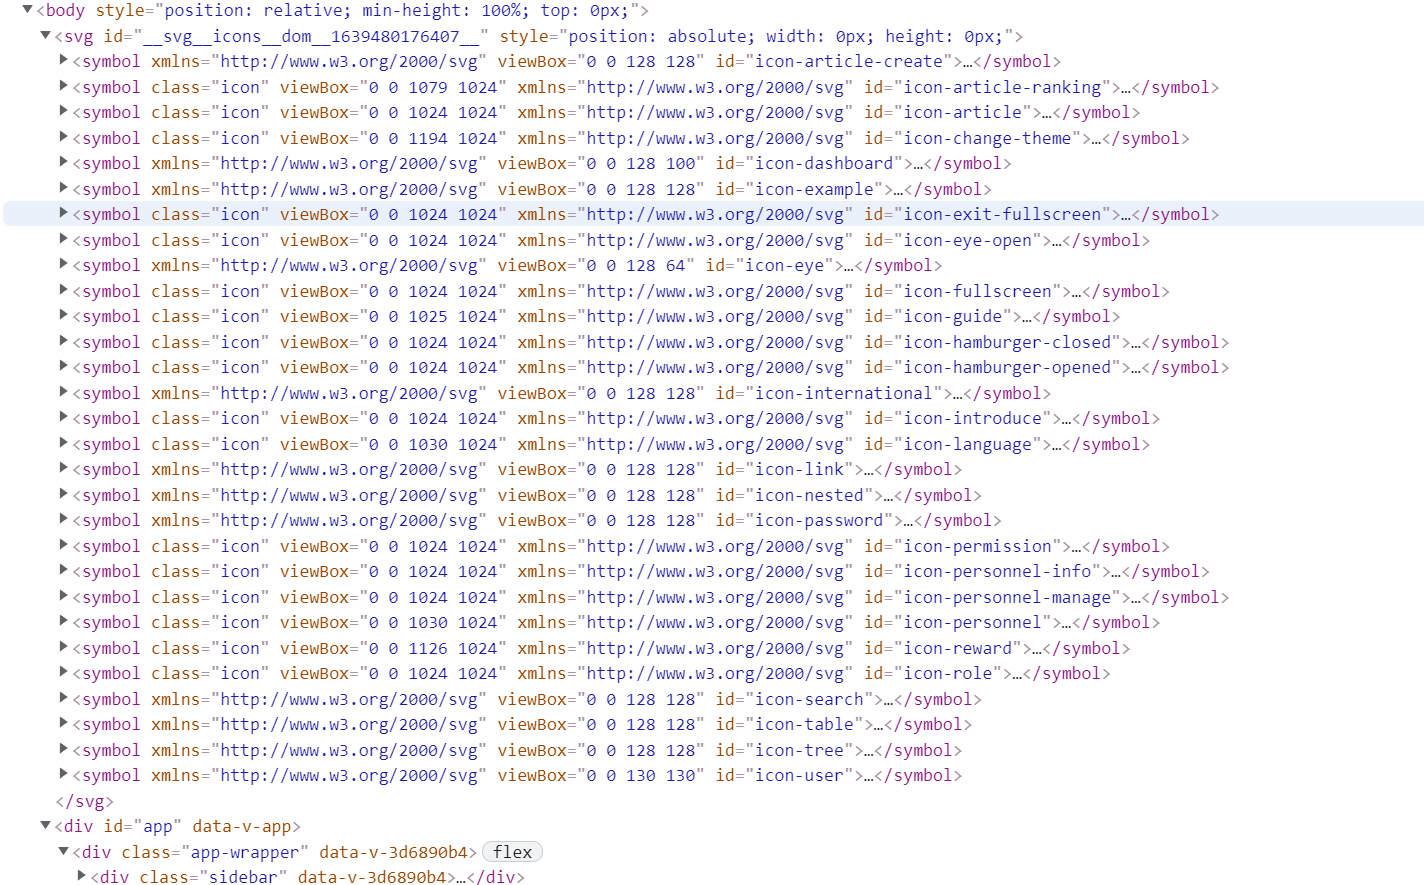 ▼<body style="position: relative; min-height: 100%; top: 0px;">
▼<svg id="__svg__icons__dom__1639480176407__" style="position: absolute; width: 0px; height: 0px;">
▶<symbol xmlns="http://www.w3.org/2000/svg" viewBox="0 0 128 128" id="icon-article-create">…</symbol>
▶<symbol class="icon" viewBox="0 0 1079 1024" xmlns="http://www.w3.org/2000/svg" id="icon-article-ranking">…</symbol>
▶<symbol class="icon" viewBox="0 0 1024 1024" xmlns="http://www.w3.org/2000/svg" id="icon-article">…</symbol>
▶<symbol class="icon" viewBox="0 0 1194 1024" xmlns="http://www.w3.org/2000/svg" id="icon-change-theme">…</symbol>
▶<symbol xmlns="http://www.w3.org/2000/svg" viewBox="0 0 128 100" id="icon-dashboard">…</symbol>
▶<symbol xmlns="http://www.w3.org/2000/svg" viewBox="0 0 128 128" id="icon-example">…</symbol>
▶<symbol class="icon" viewBox="0 0 1024 1024" xmlns="http://www.w3.org/2000/svg" id="icon-exit-fullscreen">…</symbol>
▶<symbol class="icon" viewBox="0 0 1024 1024" xmlns="http://www.w3.org/2000/svg" id="icon-eye-open">…</symbol>
▶<symbol xmlns="http://www.w3.org/2000/svg" viewBox="0 0 128 64" id="icon-eye">…</symbol>
▶<symbol class="icon" viewBox="0 0 1024 1024" xmlns="http://www.w3.org/2000/svg" id="icon-fullscreen">…</symbol>
▶<symbol class="icon" viewBox="0 0 1025 1024" xmlns="http://www.w3.org/2000/svg" id="icon-guide">…</symbol>
▶<symbol class="icon" viewBox="0 0 1024 1024" xmlns="http://www.w3.org/2000/svg" id="icon-hamburger-closed">…</symbol>
▶<symbol class="icon" viewBox="0 0 1024 1024" xmlns="http://www.w3.org/2000/svg" id="icon-hamburger-opened">…</symbol>
▶<symbol xmlns="http://www.w3.org/2000/svg" viewBox="0 0 128 128" id="icon-international">…</symbol>
▶<symbol class="icon" viewBox="0 0 1024 1024" xmlns="http://www.w3.org/2000/svg" id="icon-introduce">…</symbol>
▶<symbol class="icon" viewBox="0 0 1030 1024" xmlns="http://www.w3.org/2000/svg" id="icon-language">…</symbol>
▶<symbol xmlns="http://www.w3.org/2000/svg" viewBox="0 0 128 128" id="icon-link">…</symbol>
▶<symbol xmlns="http://www.w3.org/2000/svg" viewBox="0 0 128 128" id="icon-nested">…</symbol>
▶<symbol xmlns="http://www.w3.org/2000/svg" viewBox="0 0 128 128" id="icon-password">…</symbol>
▶<symbol class="icon" viewBox="0 0 1024 1024" xmlns="http://www.w3.org/2000/svg" id="icon-permission">…</symbol>
▶<symbol class="icon" viewBox="0 0 1024 1024" xmlns="http://www.w3.org/2000/svg" id="icon-personnel-info">…</symbol>
▶<symbol class="icon" viewBox="0 0 1024 1024" xmlns="http://www.w3.org/2000/svg" id="icon-personnel-manage">…</symbol>
▶<symbol class="icon" viewBox="0 0 1030 1024" xmlns="http://www.w3.org/2000/svg" id="icon-personnel">…</symbol>
▶<symbol class="icon" viewBox="0 0 1126 1024" xmlns="http://www.w3.org/2000/svg" id="icon-reward">…</symbol>
▶<symbol class="icon" viewBox="0 0 1024 1024" xmlns="http://www.w3.org/2000/svg" id="icon-role">…</symbol>
▶<symbol xmlns="http://www.w3.org/2000/svg" viewBox="0 0 128 128" id="icon-search">…</symbol>
▶<symbol xmlns="http://www.w3.org/2000/svg" viewBox="0 0 128 128" id="icon-table">…</symbol>
▶<symbol xmlns="http://www.w3.org/2000/svg" viewBox="0 0 128 128" id="icon-tree">…</symbol>
▶<symbol xmlns="http://www.w3.org/2000/svg" viewBox="0 0 130 130" id="icon-user">…</symbol>
</svg>
▼<div id="app" data-v-app>
▼<div class="app-wrapper" data-v-3d6890b4> flex
▶<div class="sidebar" data-v-3d6890b4>…</div>